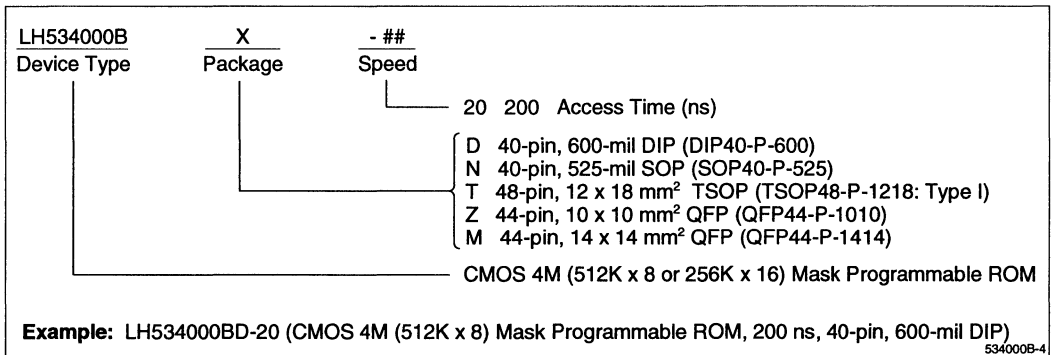 LH534000B X - ##
Device Type Package Speed
20 200 Access Time (ns)
D 40-pin, 600-mil DIP (DIP40-P-600)
N 40-pin, 525-mil SOP (SOP40-P-525)
T 48-pin, 12 x 18 mm² TSOP (TSOP48-P-1218: Type I)
Z 44-pin, 10 x 10 mm² QFP (QFP44-P-1010)
M 44-pin, 14 x 14 mm² QFP (QFP44-P-1414)
CMOS 4M (512K x 8 or 256K x 16) Mask Programmable ROM
Example: LH534000BD-20 (CMOS 4M (512K x 8) Mask Programmable ROM, 200 ns, 40-pin, 600-mil DIP)
534000B-4